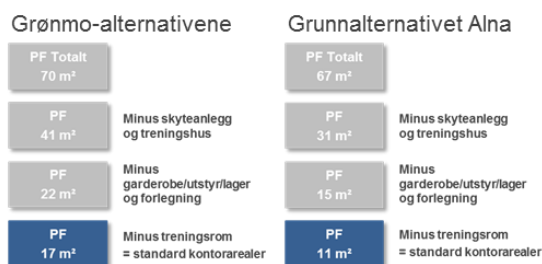 Grønmo-alternativene
PF Totalt
70 m²
PF
41 m²
Minus skyteanlegg
og treningshus
PF
22 m²
Minus
garderobe/utstyr/lager
og forlegning
PF
17 m²
Minus treningsrom
= standard kontorarealer
Grunnalternativet Alna
PF Totalt
67 m²
PF
31 m²
Minus skyteanlegg
og treningshus
PF
15 m²
Minus
garderobe/utstyr/lager
og forlegning
PF
11 m²
Minus treningsrom
= standard kontorarealer